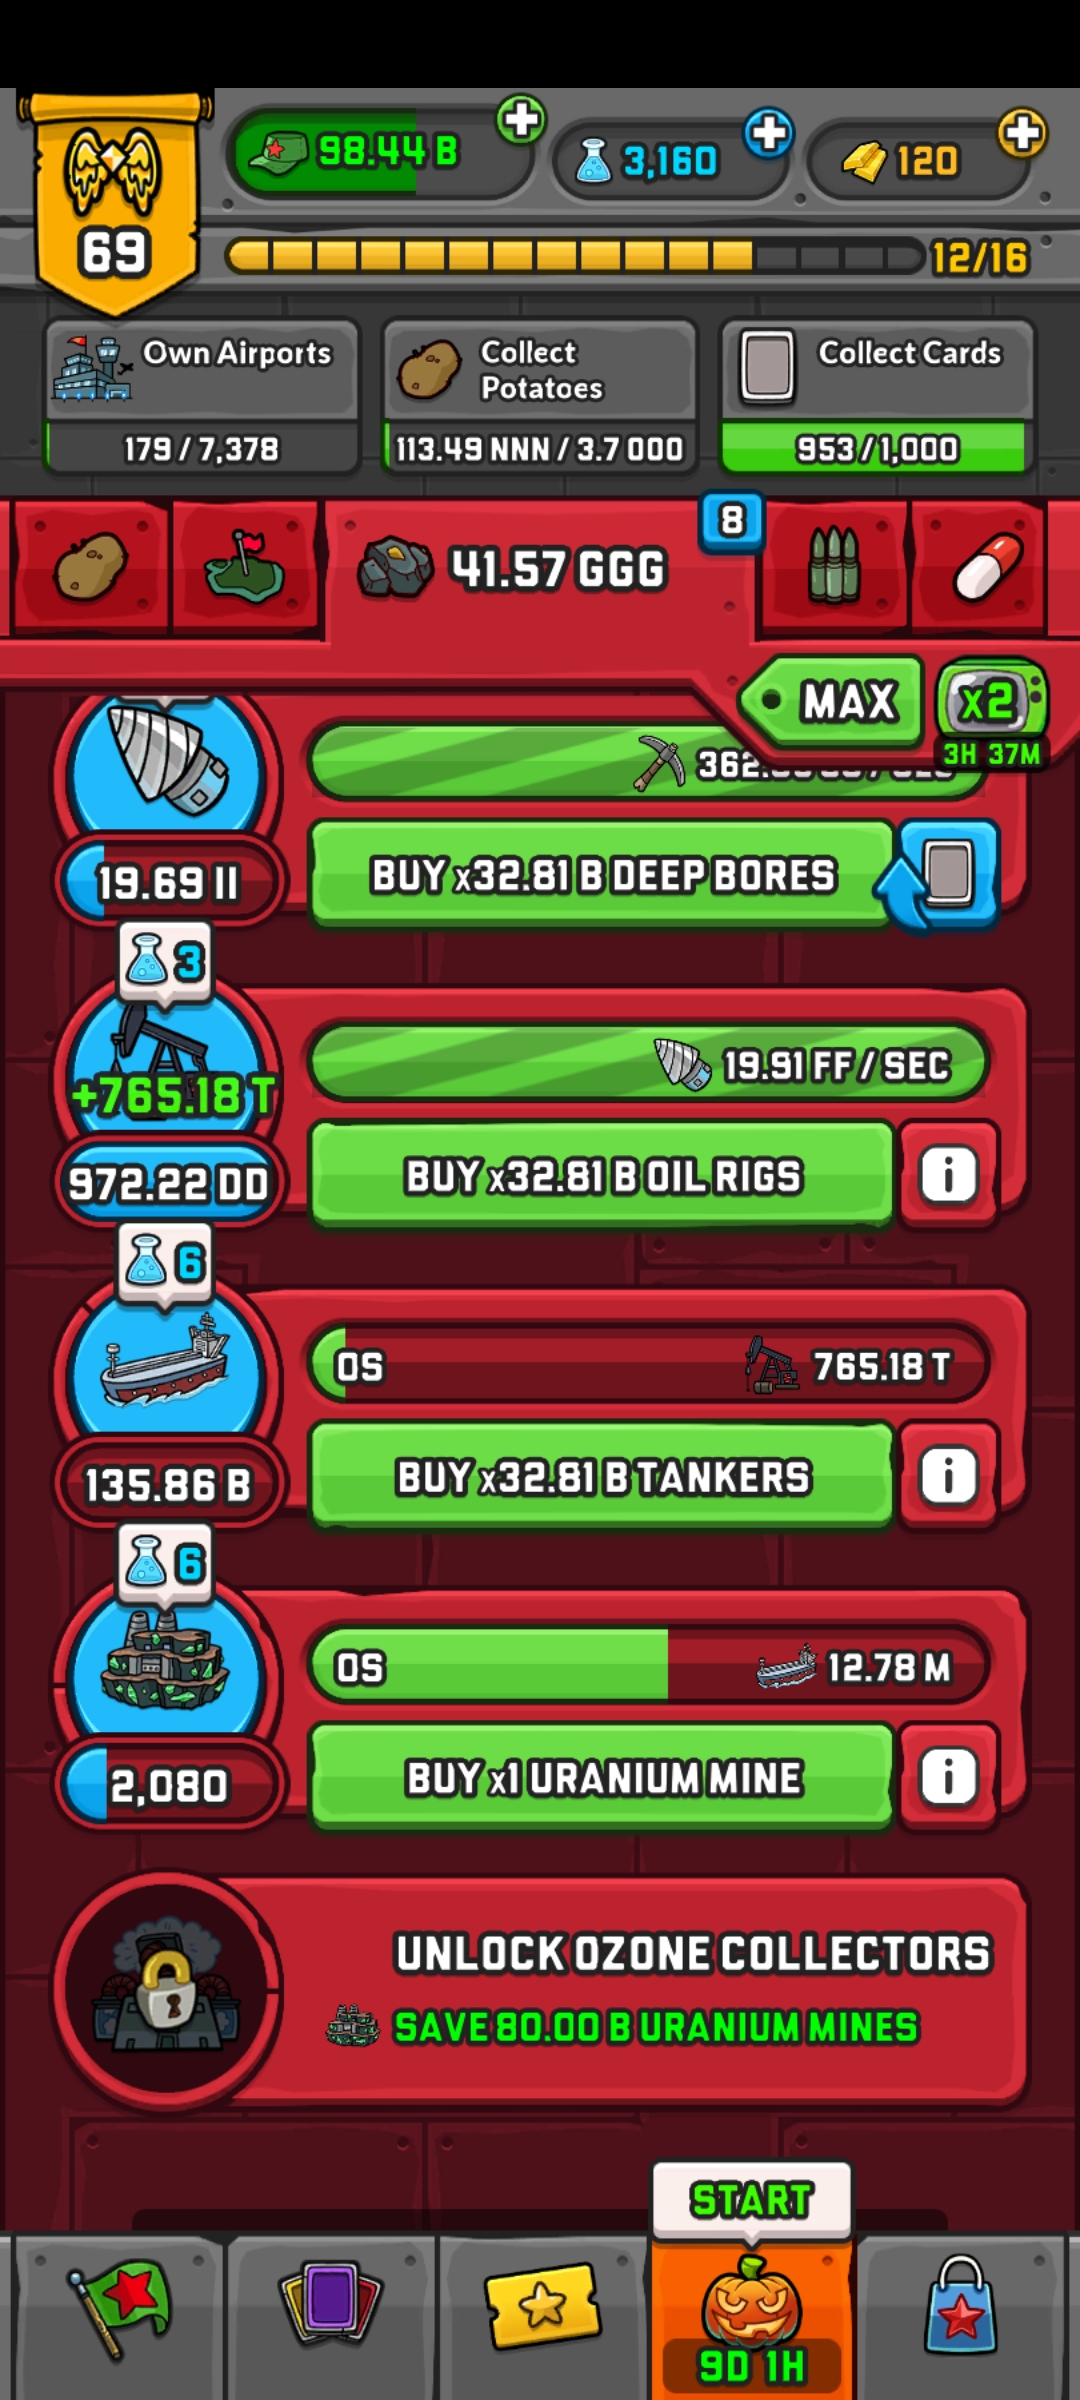 98.44 B
3,160
120
69
12/16
Own Airports
179 / 7,378
Collect
Potatoes
113.49 NNN / 3.7 OOO
Collect Cards
953 / 1,000
41.57 GGG
8
MAX
x2
3H 37M
19.69 II
BUY x32.81 B DEEP BORES
3
+765.18 T
19.91 FF / SEC
972.22 DD
BUY x32.81 B OIL RIGS
6
0S
765.18 T
135.86 B
BUY x32.81 B TANKERS
6
0S
12.78 M
2,080
BUY x1 URANIUM MINE
UNLOCK OZONE COLLECTORS
SAVE 80.00 B URANIUM MINES
START
9D 1H